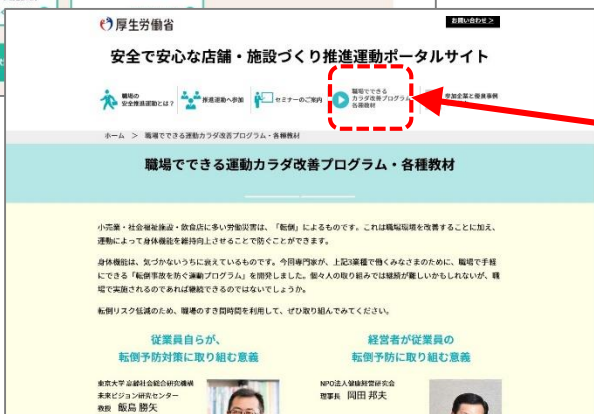 厚生労働省
お問い合わせ >
安全で安心な店舗・施設づくり推進運動ポータルサイト
職場の
安全推進運動とは?
推進運動へ参加
セミナーのご案内
職場でできる
カラダ改善プログラム・
各種教材
参加企業と推進事例
ホーム > 職場でできる運動カラダ改善プログラム・各種教材
職場でできる運動カラダ改善プログラム・各種教材
小売業・社会福祉施設・飲食店に多い労働災害は、「転倒」によるものです。これは職場環境を改善することに加え、
運動によって身体機能を維持向上させることで防ぐことができます。
身体機能は、気づかないうちに衰えているものです。今回専門家が、上記3業種で働くみなさまのために、職場で手軽
にできる「転倒事故を防ぐ運動プログラム」を開発しました。個々人の取り組みでは継続が難しいかもしれないが、職
場で実施されるのであれば継続できるのではないでしょうか。
転倒リスク低減のため、職場のすき間時間を利用して、ぜひ取り組んでみてください。
従業員自らが、
転倒予防対策に取り組む意義
経営者が従業員の
転倒予防に取り組む意義
東京大学 高齢社会総合研究機構
未来ビジョン研究センター
教授 飯島 勝矢
NPO法人健康経営研究会
理事長 岡田 邦夫